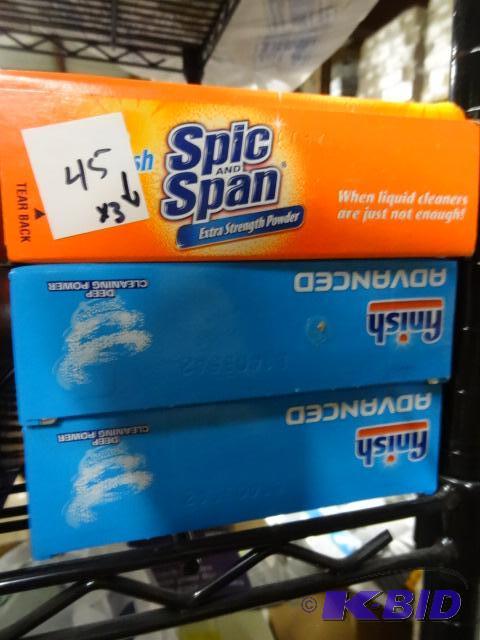 45
x3
sh
Spic
AND
Span®
Extra Strength Powder
When liquid cleaners
are just not enough!
TEAR BACK
ADVANCED
finish
DEEP
CLEANING POWER
ADVANCED
finish
DEEP
CLEANING POWER
© K-BID